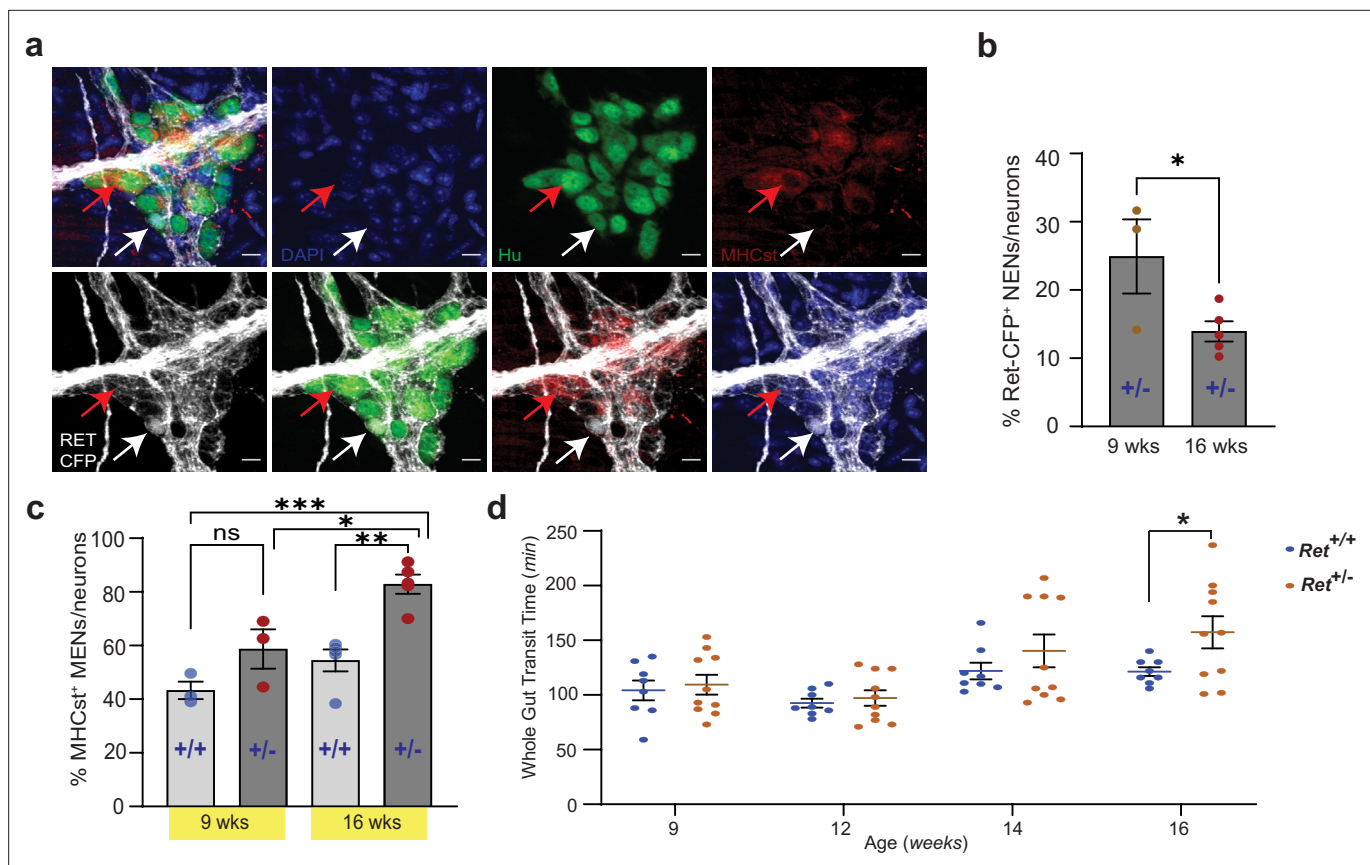 a
DAPI
Hu
MHCst
RET
CFP
b
% Ret-CFP⁺ NENs/neurons
40
30
20
10
0
*
+/-
+/-
9 wks
16 wks
c
% MHCst⁺ MENs/neurons
100
80
60
40
20
0
***
*
ns
**
+/+
+/-
+/+
+/-
9 wks
16 wks
d
Whole Gut Transit Time (min)
250
200
150
100
50
0
*
Ret+/+
Ret+/-
9
12
14
16
Age (weeks)